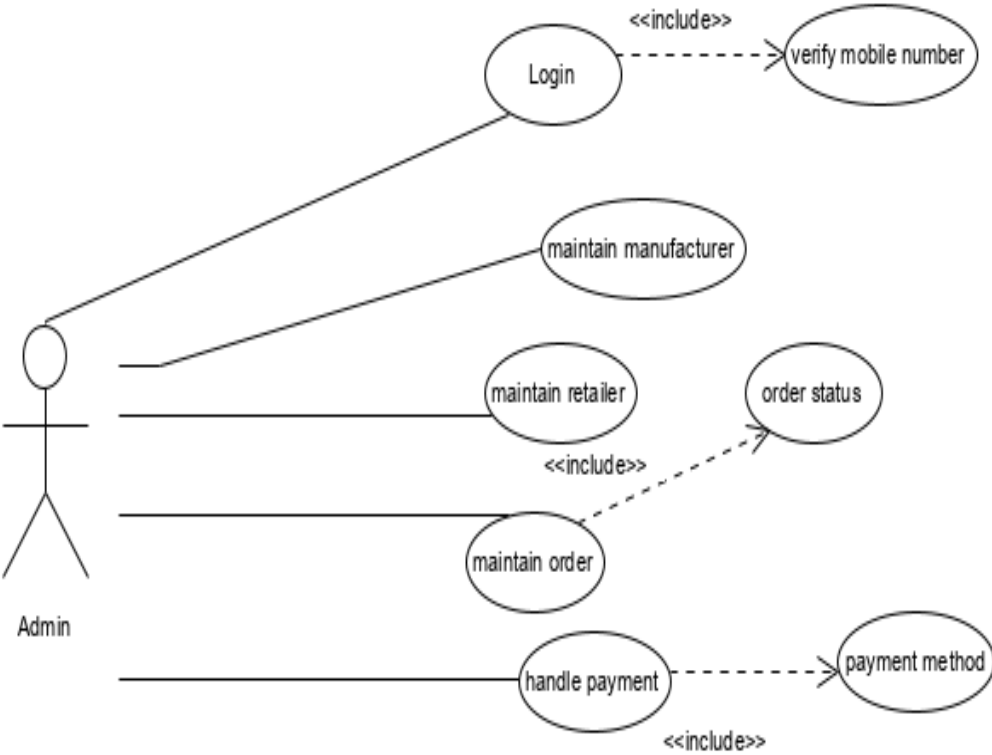 <<include>>
Login
verify mobile number
maintain manufacturer
maintain retailer
order status
<<include>>
maintain order
Admin
handle payment
payment method
<<include>>